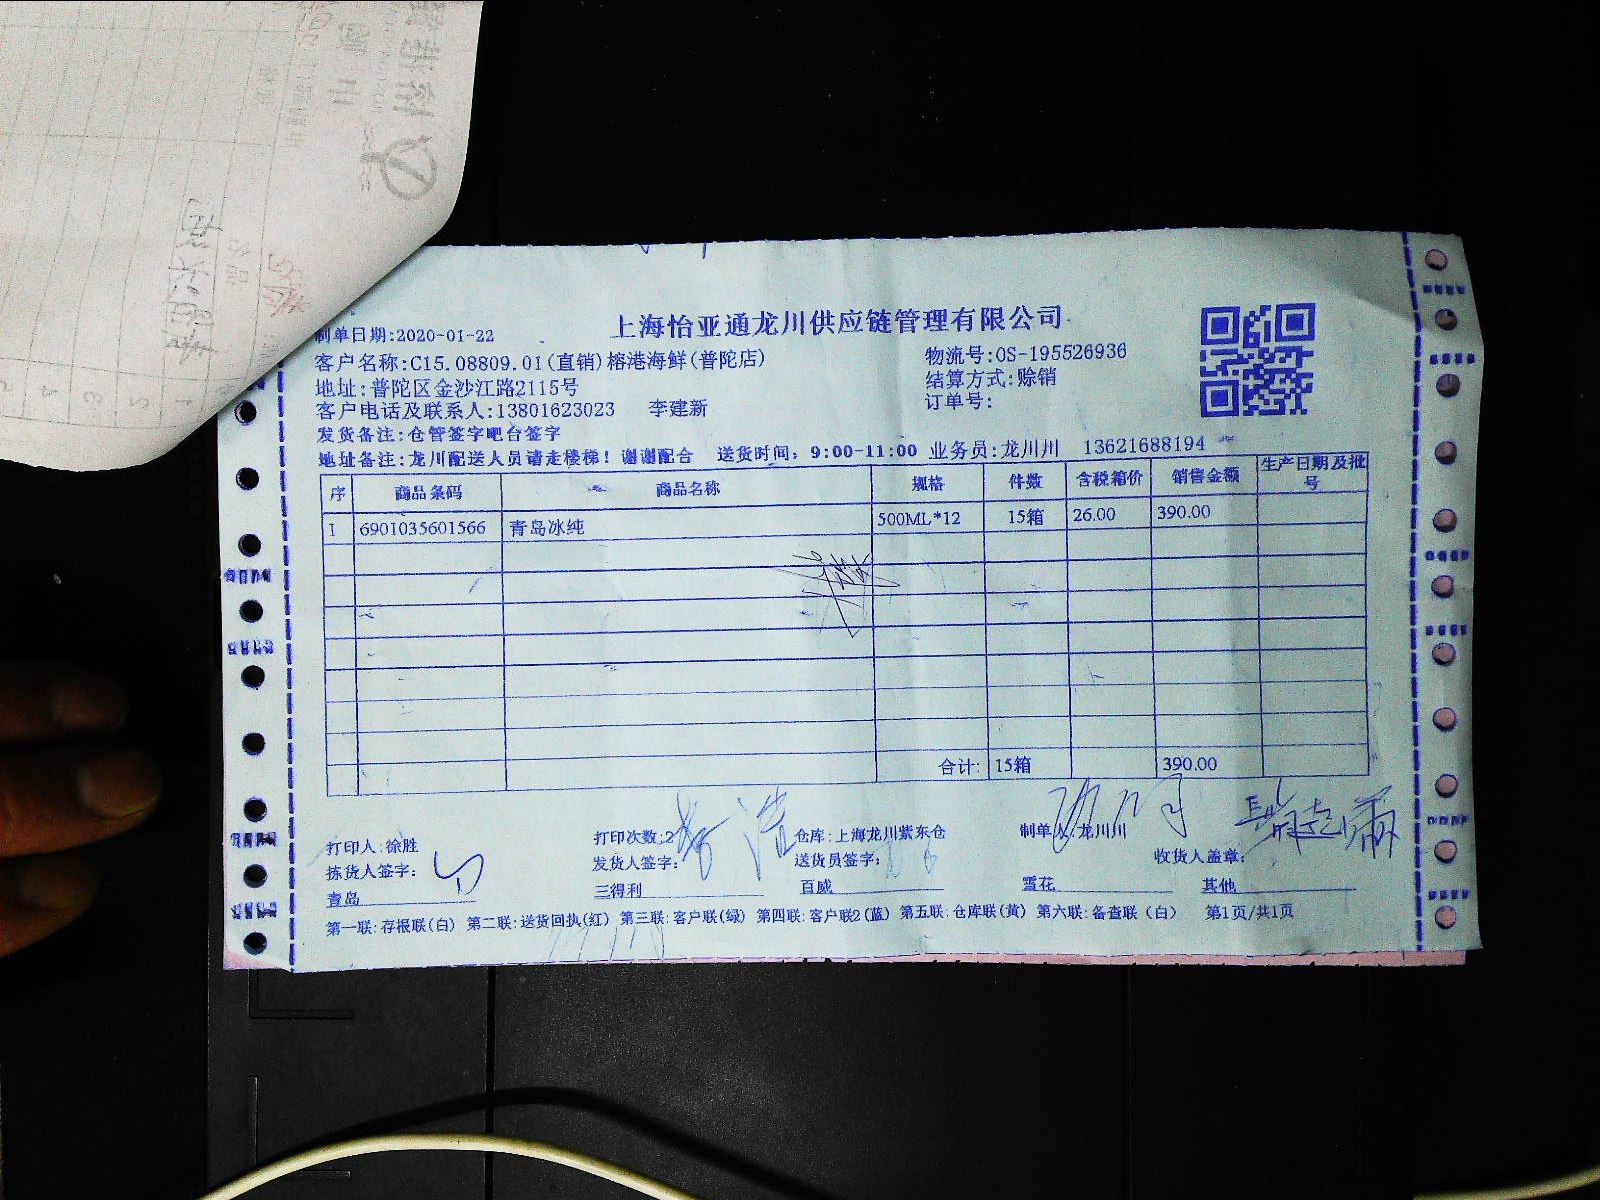 上海怡亚通龙川供应链管理有限公司
制单日期:2020-01-22
客户名称:C15.08809.01(直销)榕港海鲜(普陀店) 物流号:OS-195526936
地址:普陀区金沙江路2115号 结算方式:赊销
客户电话及联系人:13801623023 李建新 订单号:
发货备注:仓管签字吧台签字
地址备注:龙川配送人员请走楼梯!谢谢配合 送货时间:9:00-11:00 业务员:龙川川 13621688194
序 商品条码 商品名称 规格 件数 含税箱价 销售金额 生产日期及批号
1 6901035601566 青岛冰纯 500ML*12 15箱 26.00 390.00
合计: 15箱 390.00
打印人:徐胜 打印次数:2 仓库:上海龙川紫东仓 制单人:龙川川
拣货人签字: 发货人签字: 送货员签字: 收货人盖章:
青岛 三得利 百威 雪花 其他
第一联:存根联(白) 第二联:送货回执(红) 第三联:客户联(绿) 第四联:客户联2(蓝) 第五联:仓库联(黄) 第六联:备查联(白) 第1页/共1页